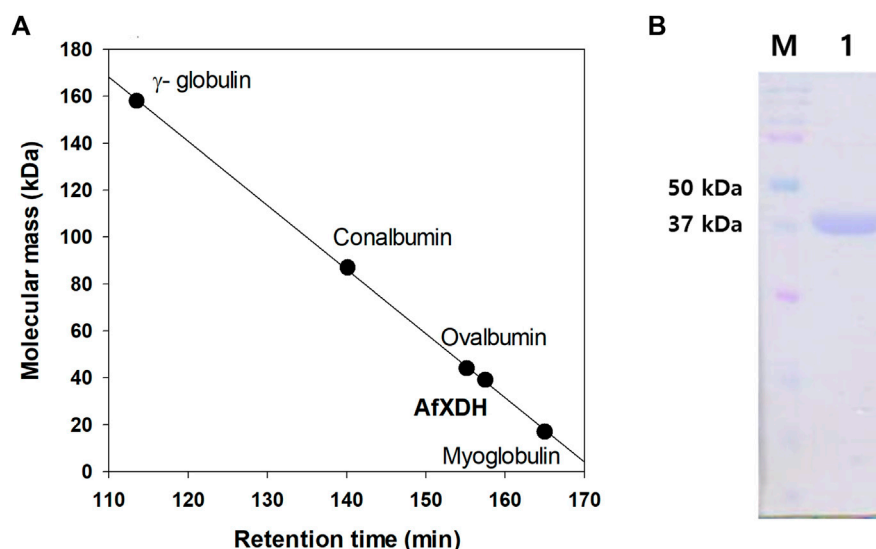 A
Molecular mass (kDa)
180
160
140
120
100
80
60
40
20
0
γ- globulin
Conalbumin
Ovalbumin
AfXDH
Myoglobulin
110 120 130 140 150 160 170
Retention time (min)
B
M 1
50 kDa
37 kDa